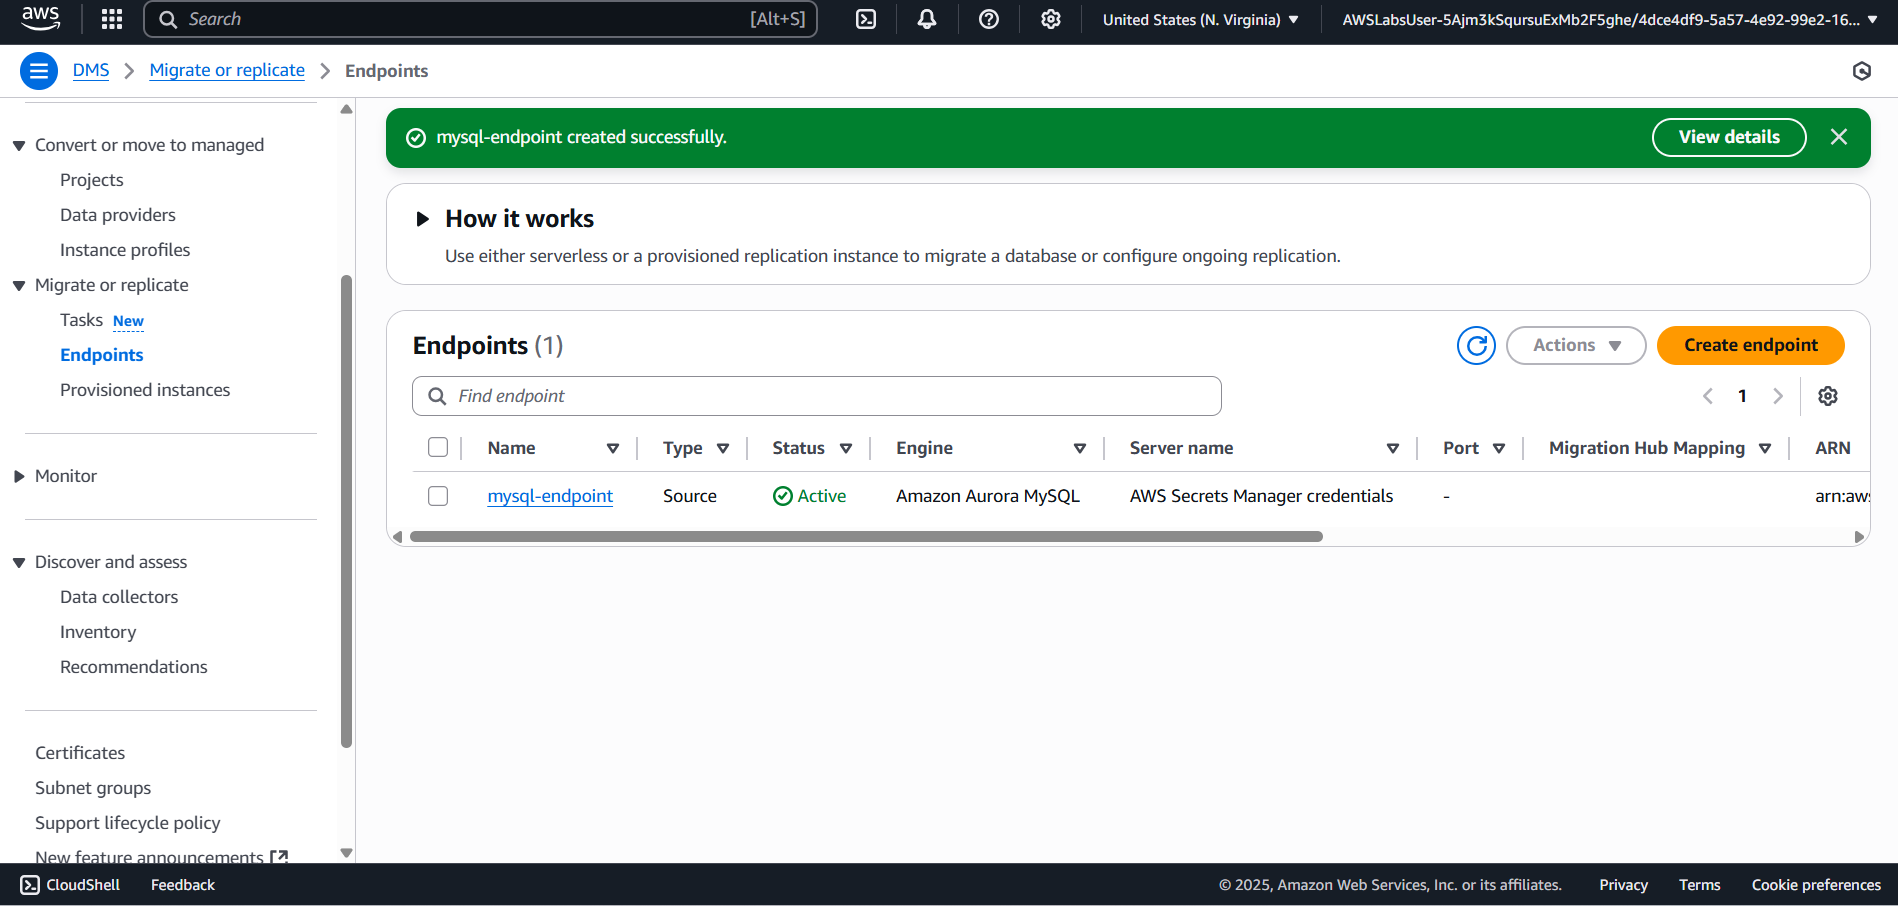 aws
Search [Alt+S]
United States (N. Virginia)
AWSLabsUser-5Ajm3kSqursuExMb2F5ghe/4dce4df9-5a57-4e92-99e2-16...
DMS
Migrate or replicate
Endpoints
Convert or move to managed
Projects
Data providers
Instance profiles
Migrate or replicate
Tasks New
Endpoints
Provisioned instances
Monitor
Discover and assess
Data collectors
Inventory
Recommendations
Certificates
Subnet groups
Support lifecycle policy
New feature announcements
mysql-endpoint created successfully.
View details
How it works
Use either serverless or a provisioned replication instance to migrate a database or configure ongoing replication.
Endpoints (1)
Actions
Create endpoint
Find endpoint
1
Name Type Status Engine Server name Port Migration Hub Mapping ARN
mysql-endpoint Source Active Amazon Aurora MySQL AWS Secrets Manager credentials - arn:aws
CloudShell Feedback
© 2025, Amazon Web Services, Inc. or its affiliates. Privacy Terms Cookie preferences